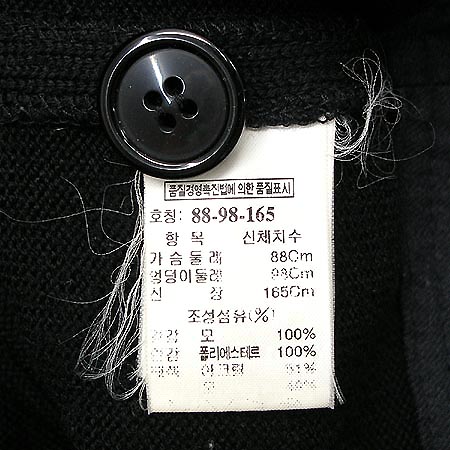 품질경영촉진법에 의한 품질표시
호칭: 88-98-165
항 목 신체치수
가슴둘레 88Cm
엉덩이둘레 98Cm
신 장 165Cm
조성섬유(%)
모 100%
폴리에스테르 100%